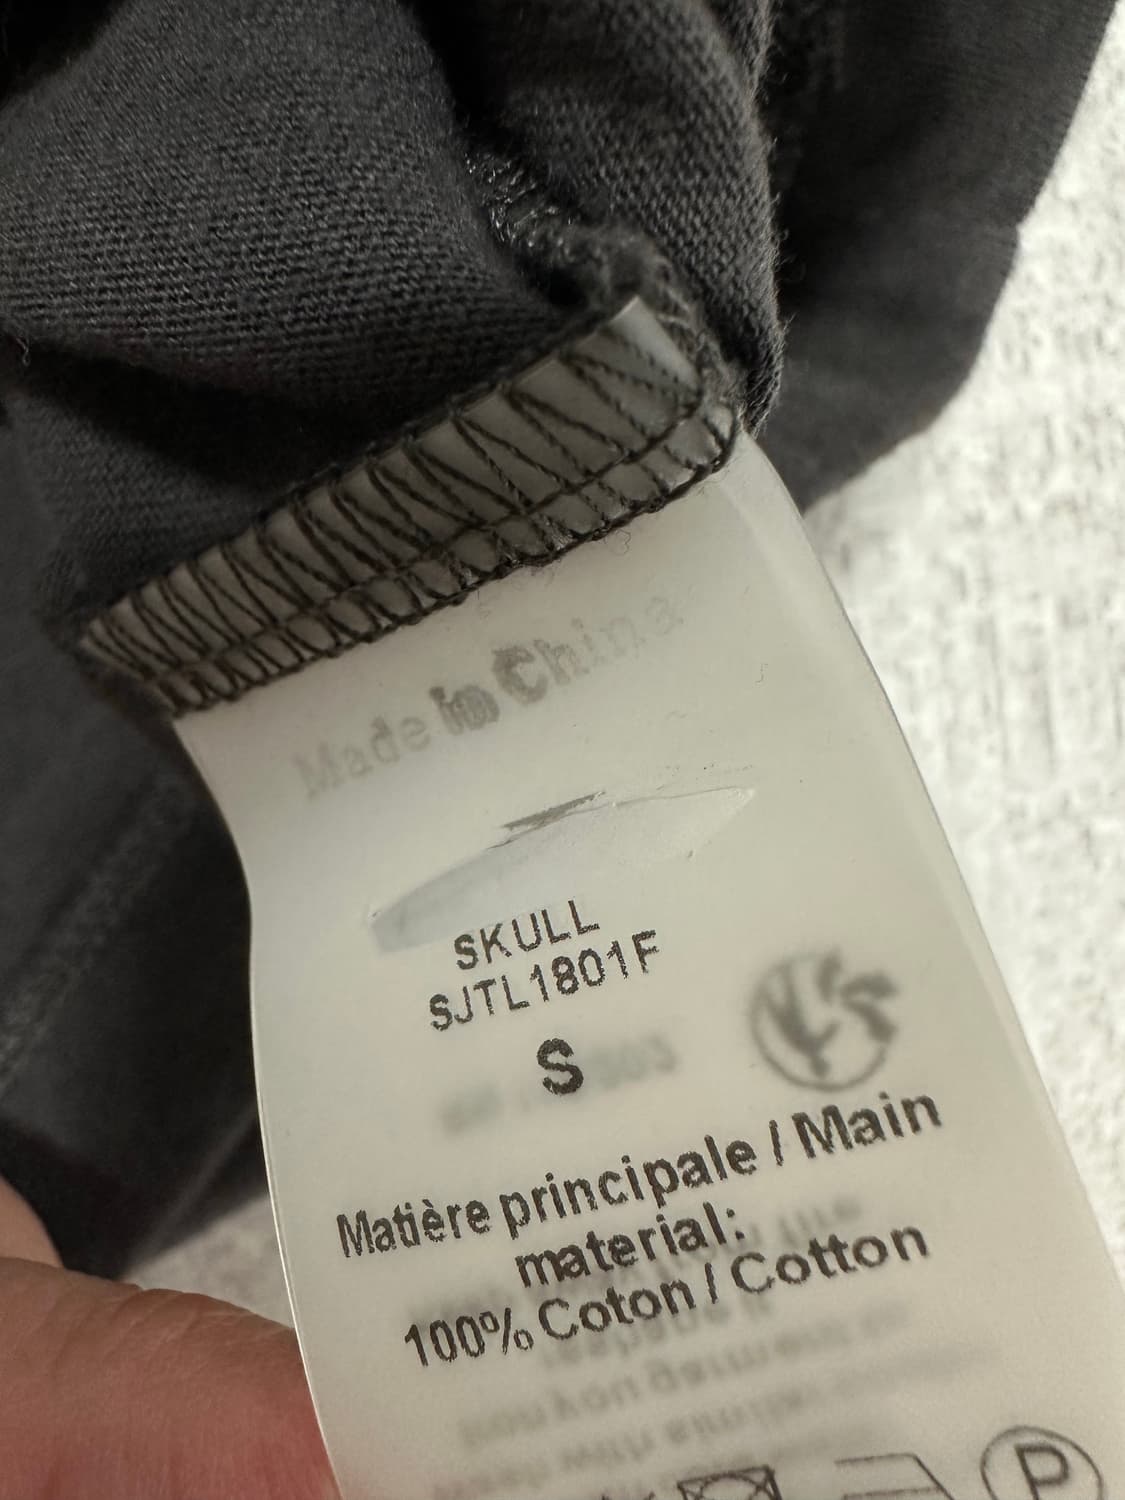 Made in China
SKULL
SJTL1801F
S
Matière principale / Main
material:
100% Coton / Cotton
P